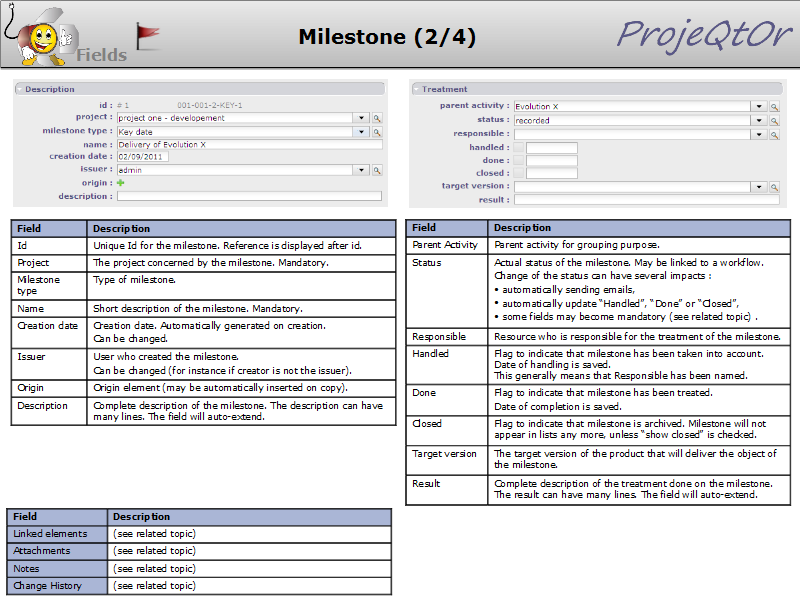 Fields
Milestone (2/4)
ProjeQtOr
Description
id : # 1 001-001-2-KEY-1
project : project one - developement
milestone type : Key date
name : Delivery of Evolution X
creation date : 02/09/2011
issuer : admin
origin :
description :
Treatment
parent activity : Evolution X
status : recorded
responsible :
handled :
done :
closed :
target version :
result :
Field Description
Id Unique Id for the milestone. Reference is displayed after id.
Project The project concerned by the milestone. Mandatory.
Milestone Type of milestone.
type
Name Short description of the milestone. Mandatory.
Creation date Creation date. Automatically generated on creation.
Can be changed.
Issuer User who created the milestone.
Can be changed (for instance if creator is not the issuer).
Origin Origin element (may be automatically inserted on copy).
Description Complete description of the milestone. The description can have
many lines. The field will auto-extend.
Field Description
Parent Activity Parent activity for grouping purpose.
Status Actual status of the milestone. May be linked to a workflow.
Change of the status can have several impacts :
• automatically sending emails,
• automatically update “Handled”, “Done” or “Closed”,
• some fields may become mandatory (see related topic) .
Responsible Resource who is responsible for the treatment of the milestone.
Handled Flag to indicate that milestone has been taken into account.
Date of handling is saved.
This generally means that Responsible has been named.
Done Flag to indicate that milestone has been treated.
Date of completion is saved.
Closed Flag to indicate that milestone is archived. Milestone will not
appear in lists any more, unless “show closed” is checked.
Target version The target version of the product that will deliver the object of
the milestone.
Result Complete description of the treatment done on the milestone.
The result can have many lines. The field will auto-extend.
Field Description
Linked elements (see related topic)
Attachments (see related topic)
Notes (see related topic)
Change History (see related topic)